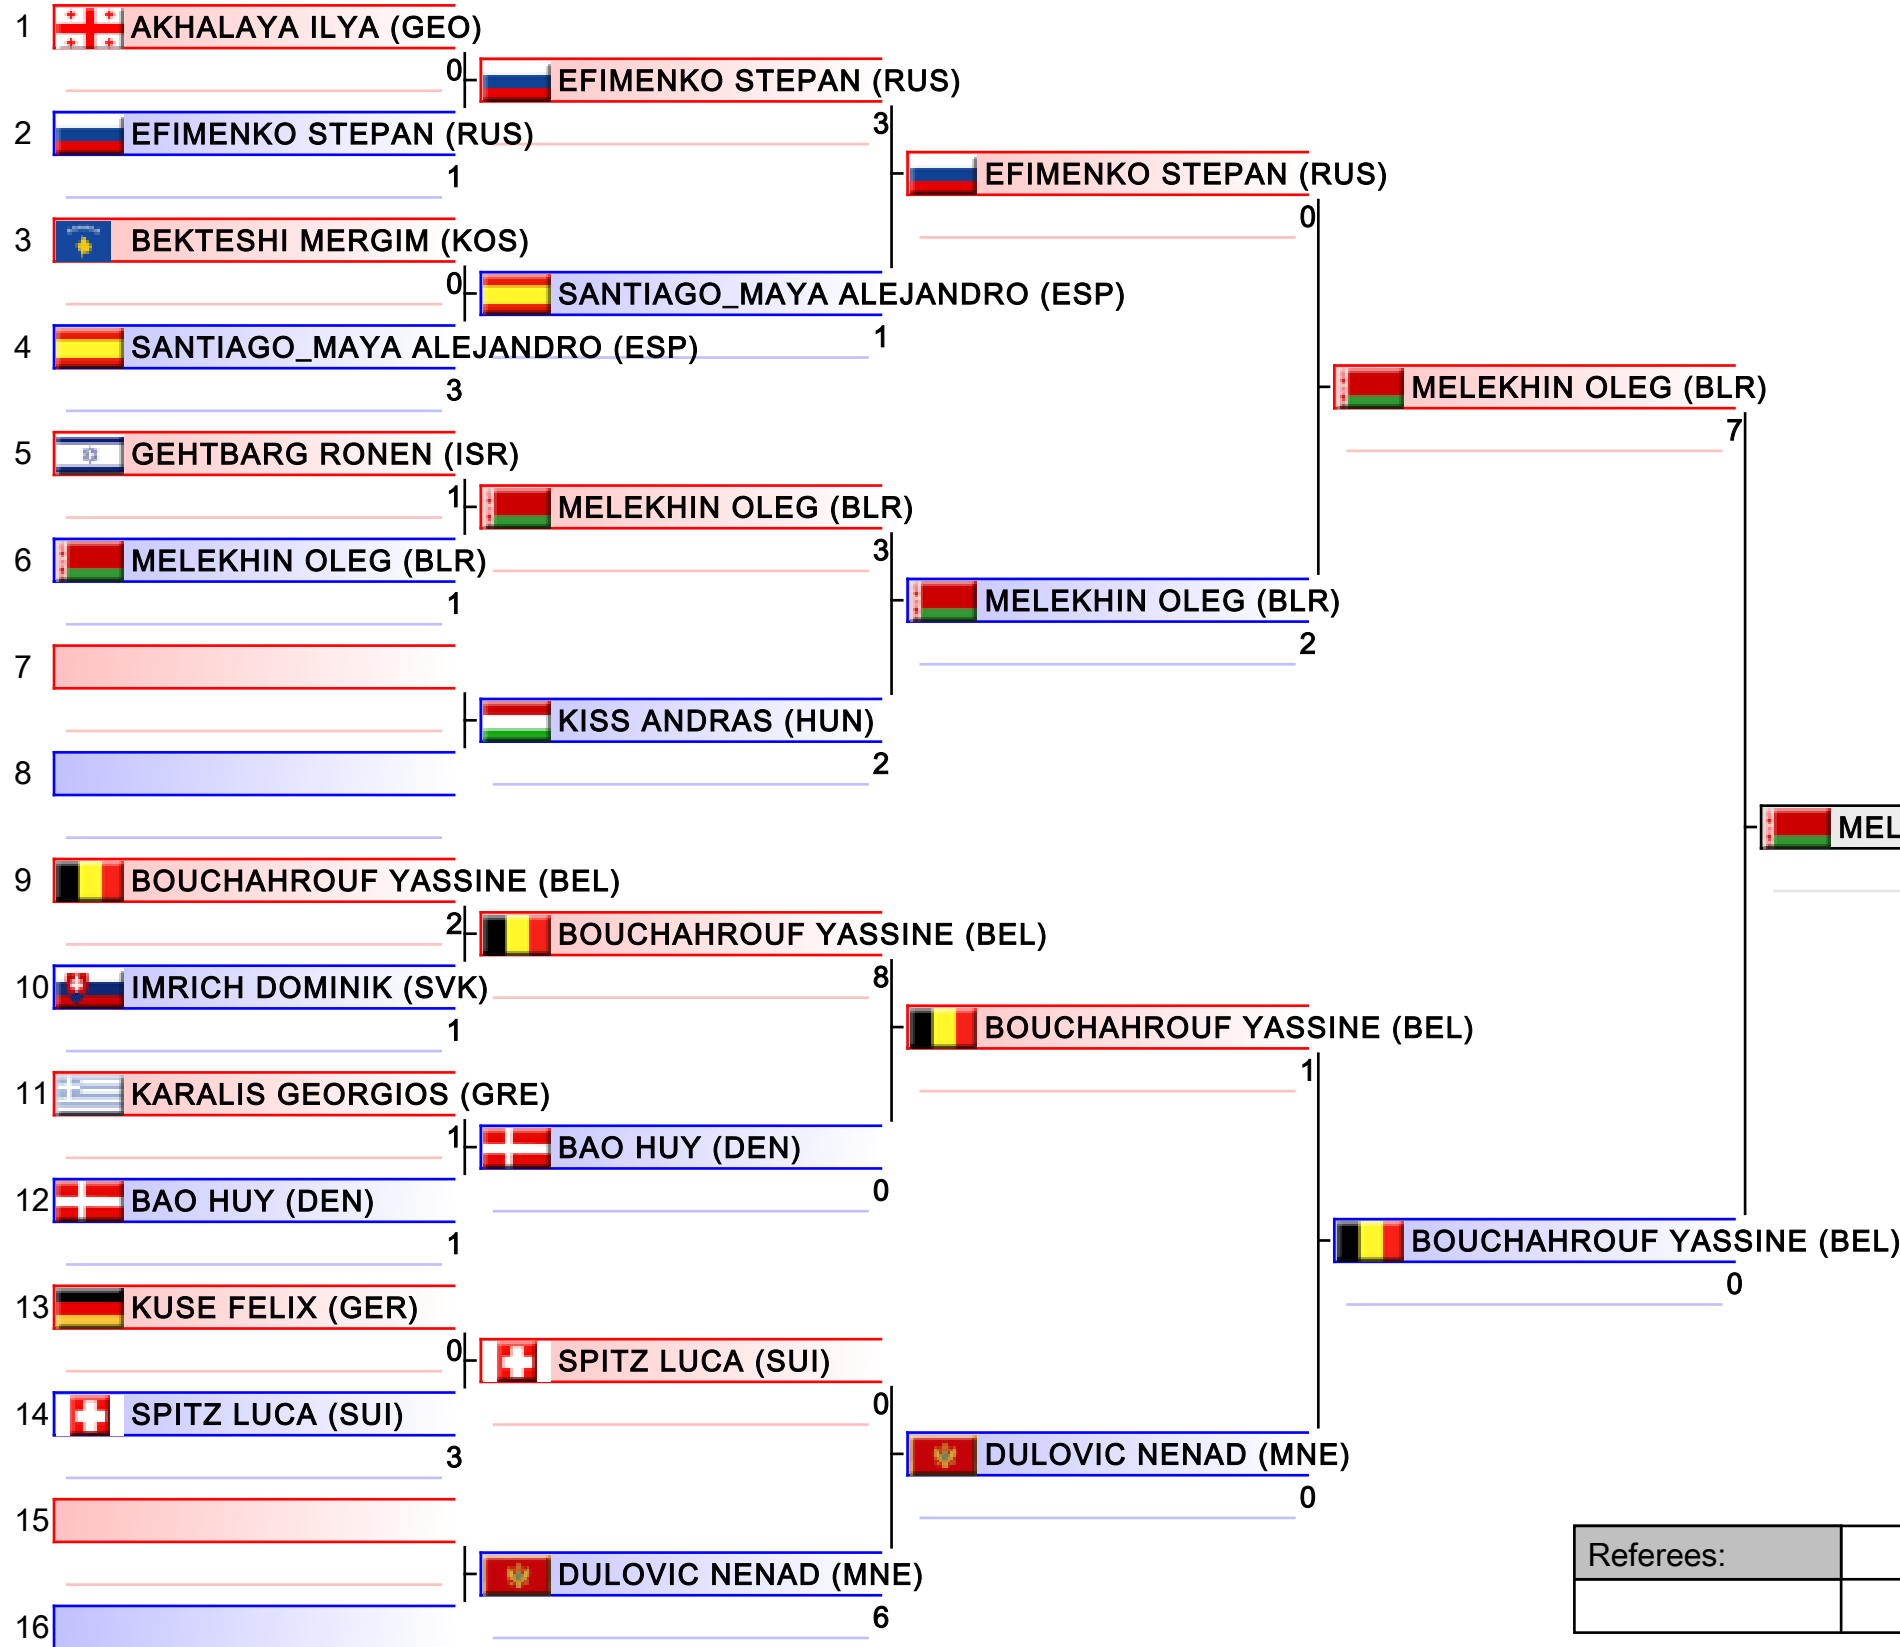 1 AKHALAYA ILYA (GEO)
0
EFIMENKO STEPAN (RUS)
3
2 EFIMENKO STEPAN (RUS)
1
EFIMENKO STEPAN (RUS)
0
3 BEKTESHI MERGIM (KOS)
0
SANTIAGO_MAYA ALEJANDRO (ESP)
1
4 SANTIAGO_MAYA ALEJANDRO (ESP)
3
MELEKHIN OLEG (BLR)
7
5 GEHTBARG RONEN (ISR)
1
MELEKHIN OLEG (BLR)
3
6 MELEKHIN OLEG (BLR)
1
MELEKHIN OLEG (BLR)
2
7
KISS ANDRAS (HUN)
2
8
MEL
9 BOUCHAHROUF YASSINE (BEL)
2
BOUCHAHROUF YASSINE (BEL)
8
10 IMRICH DOMINIK (SVK)
1
BOUCHAHROUF YASSINE (BEL)
1
11 KARALIS GEORGIOS (GRE)
1
BAO HUY (DEN)
0
12 BAO HUY (DEN)
1
BOUCHAHROUF YASSINE (BEL)
0
13 KUSE FELIX (GER)
0
SPITZ LUCA (SUI)
0
14 SPITZ LUCA (SUI)
3
DULOVIC NENAD (MNE)
0
15
DULOVIC NENAD (MNE)
6
16
Referees: